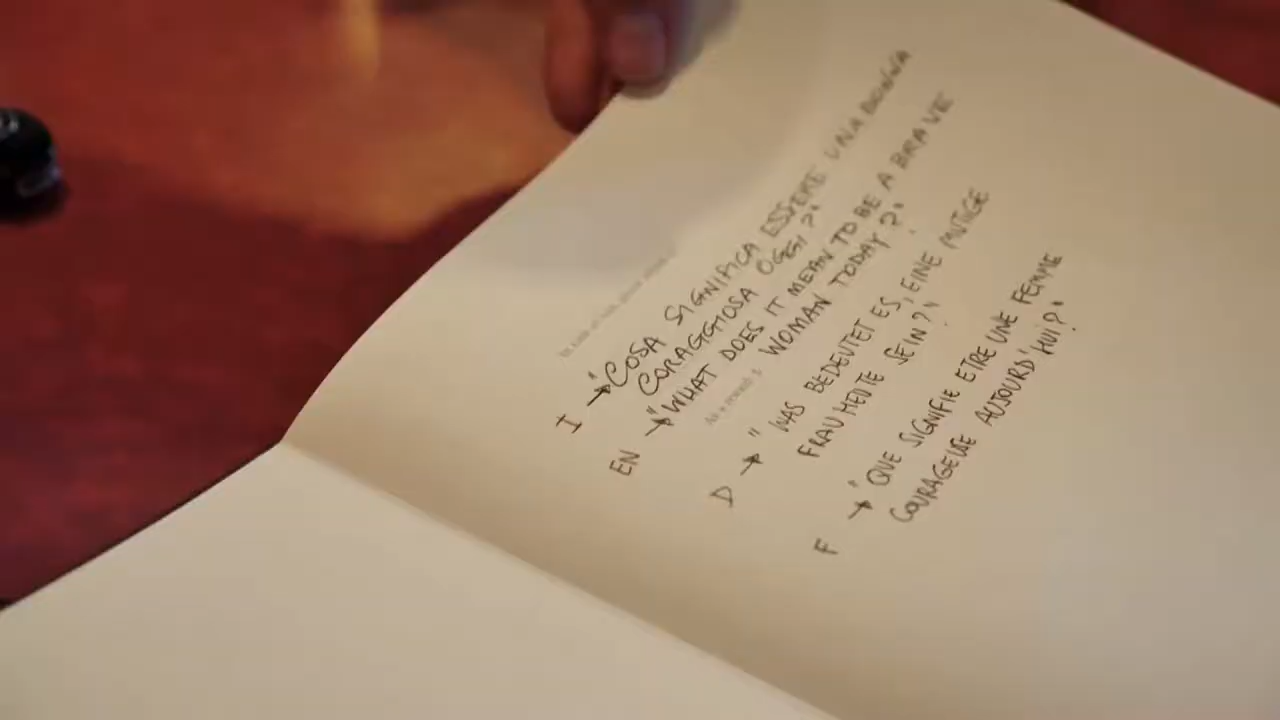 I → "COSA SIGNIFICA ESSERE UNA DONNA
CORAGGIOSA OGGI?"
EN → "WHAT DOES IT MEAN TO BE A BRAVE
WOMAN TODAY?"
D → "WAS BEDEUTET ES, EINE MUTIGE
FRAU HEUTE SEIN?"
F → "QUE SIGNIFIE ETRE UNE FEMME
COURAGEUSE AUJOURD'HUI?"